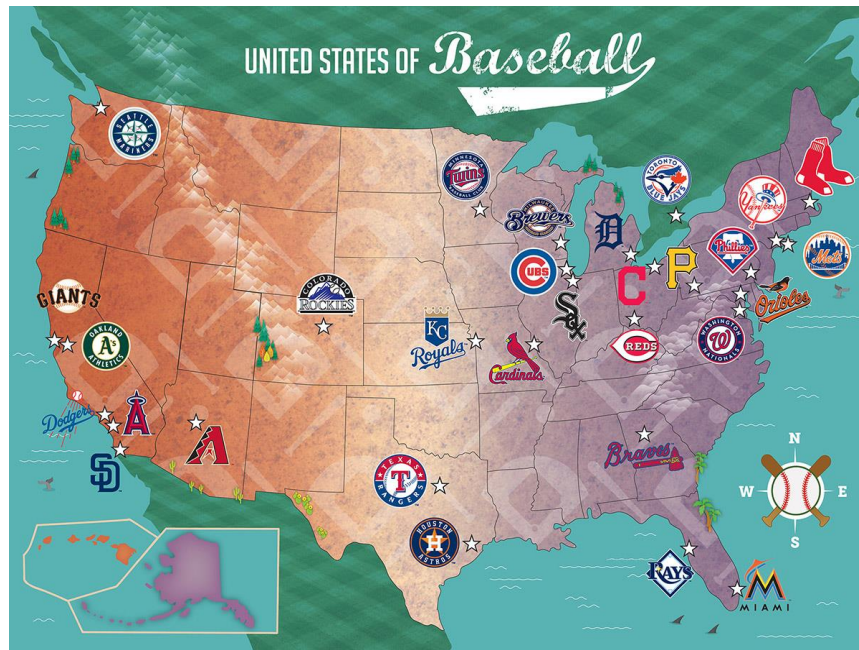 UNITED STATES OF Baseball
SEATTLE
MARINERS
MINNESOTA
Twins
BASEBALL CLUB
TORONTO
BLUE JAYS
Yankees
MILWAUKEE
Brewers
D
Phillies
Mets
CUBS
P
C
Orioles
GIANTS
COLORADO
ROCKIES
Sox
OAKLAND
A's
ATHLETICS
KC
Royals
Cardinals
REDS
WASHINGTON
W
NATIONALS
Dodgers
A
A
SD
Braves
TEXAS
T
RANGERS
HOUSTON
H
ASTROS
RAYS
M
MIAMI
N
W E
S